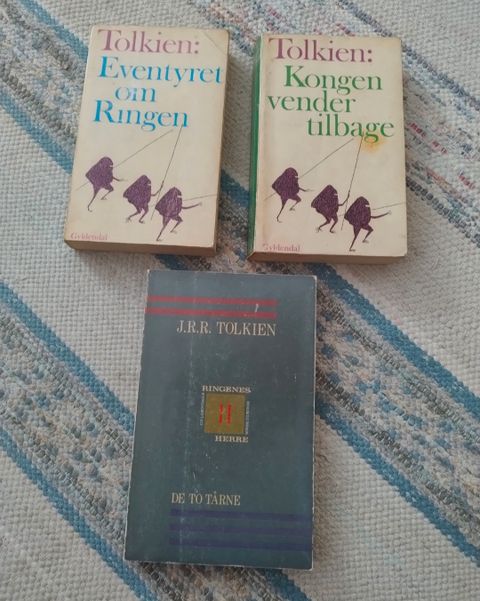 Tolkien:
Eventyret
om
Ringen
Gyldendal
Tolkien:
Kongen
vender
tilbage
Gyldendal
J.R.R. TOLKIEN
RINGENES
II
HERRE
DE TO TÅRNE